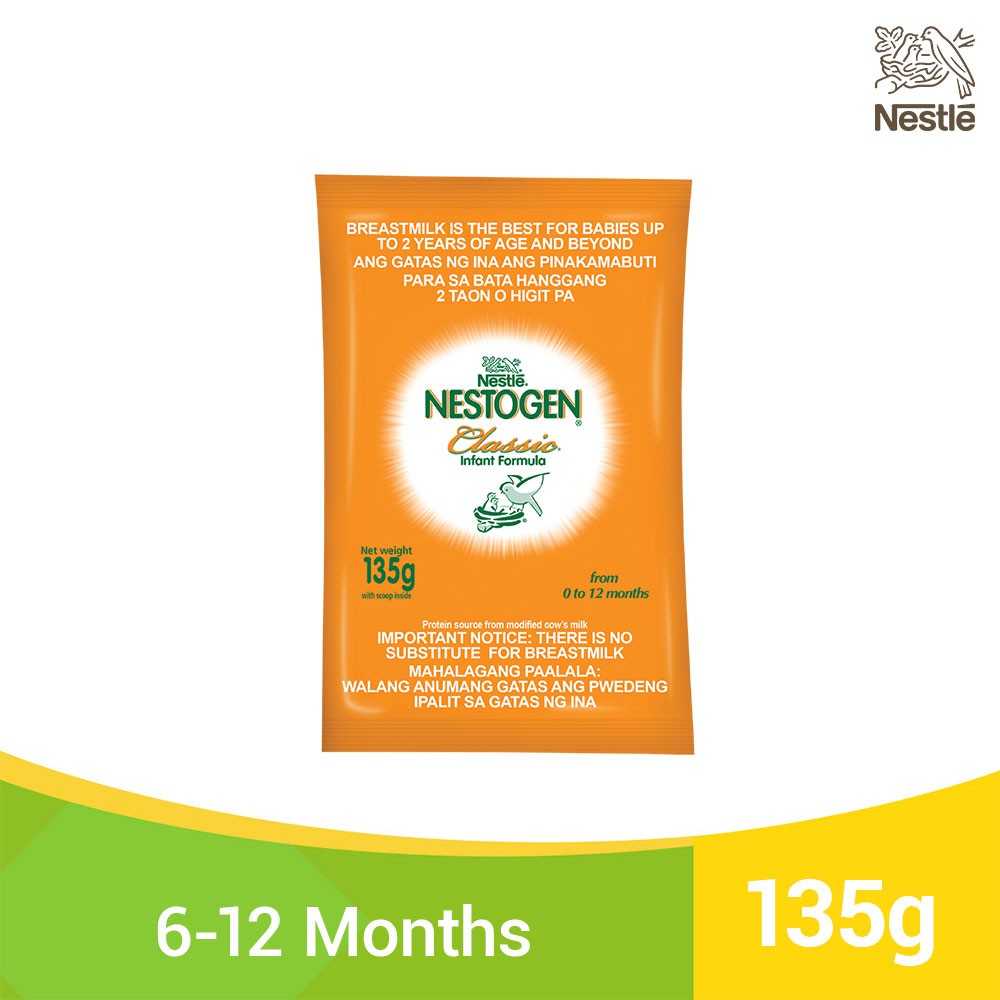 Nestlé
BREASTMILK IS THE BEST FOR BABIES UP
TO 2 YEARS OF AGE AND BEYOND
ANG GATAS NG INA ANG PINAKAMABUTI
PARA SA BATA HANGGANG
2 TAON O HIGIT PA
Nestlé®
NESTOGEN®
Classic®
Infant Formula
®
Net weight
135g
with scoop inside
from
0 to 12 months
Protein source from modified cow's milk
IMPORTANT NOTICE: THERE IS NO
SUBSTITUTE FOR BREASTMILK
MAHALAGANG PAALALA:
WALANG ANUMANG GATAS ANG PWEDENG
IPALIT SA GATAS NG INA
6-12 Months
135g